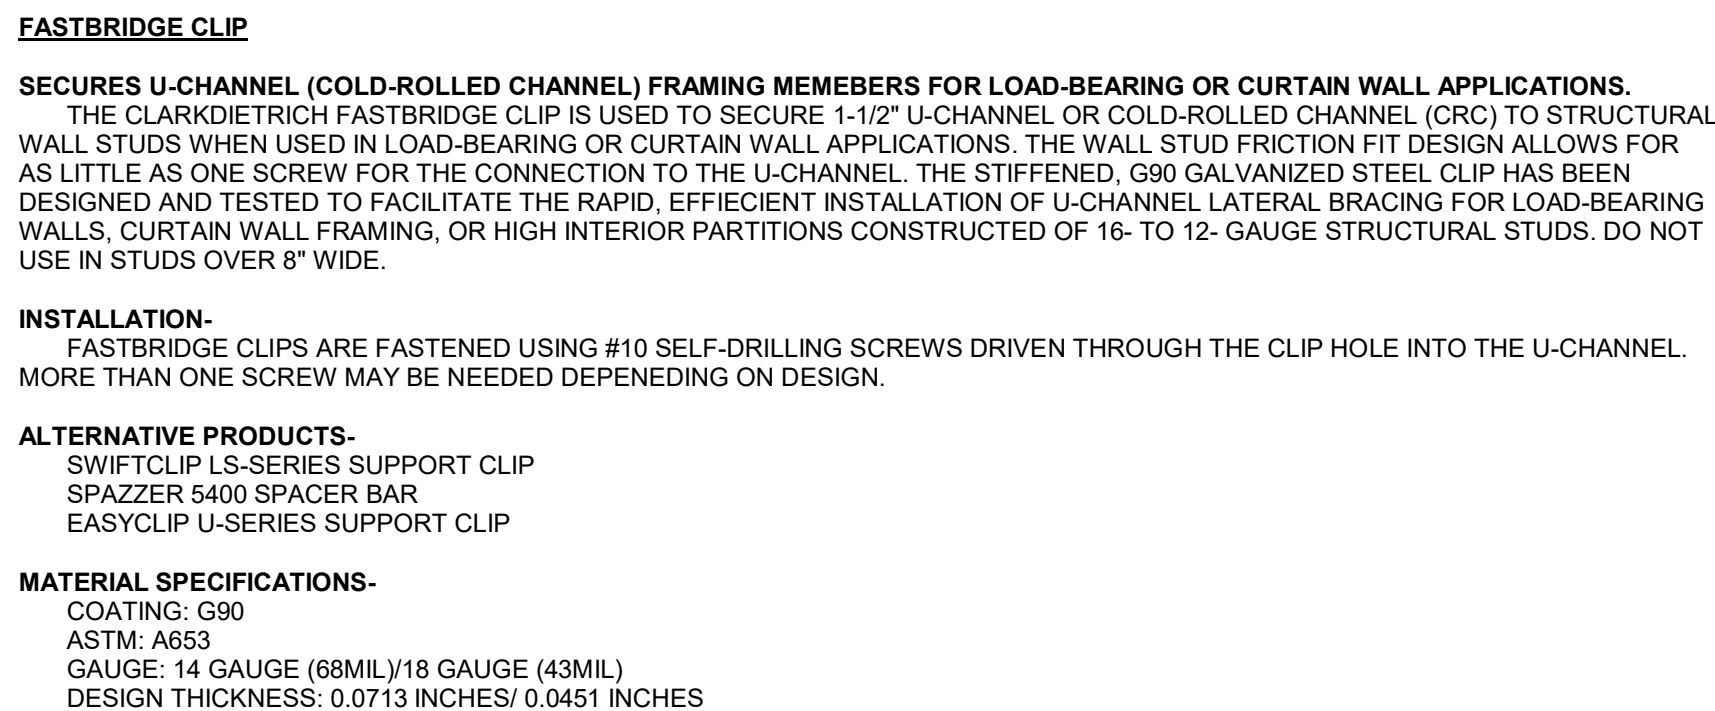 FASTBRIDGE CLIP
SECURES U-CHANNEL (COLD-ROLLED CHANNEL) FRAMING MEMEBERS FOR LOAD-BEARING OR CURTAIN WALL APPLICATIONS.
THE CLARKDIETRICH FASTBRIDGE CLIP IS USED TO SECURE 1-1/2" U-CHANNEL OR COLD-ROLLED CHANNEL (CRC) TO STRUCTURAL
WALL STUDS WHEN USED IN LOAD-BEARING OR CURTAIN WALL APPLICATIONS. THE WALL STUD FRICTION FIT DESIGN ALLOWS FOR
AS LITTLE AS ONE SCREW FOR THE CONNECTION TO THE U-CHANNEL. THE STIFFENED, G90 GALVANIZED STEEL CLIP HAS BEEN
DESIGNED AND TESTED TO FACILITATE THE RAPID, EFFIECIENT INSTALLATION OF U-CHANNEL LATERAL BRACING FOR LOAD-BEARING
WALLS, CURTAIN WALL FRAMING, OR HIGH INTERIOR PARTITIONS CONSTRUCTED OF 16- TO 12- GAUGE STRUCTURAL STUDS. DO NOT
USE IN STUDS OVER 8" WIDE.
INSTALLATION-
FASTBRIDGE CLIPS ARE FASTENED USING #10 SELF-DRILLING SCREWS DRIVEN THROUGH THE CLIP HOLE INTO THE U-CHANNEL.
MORE THAN ONE SCREW MAY BE NEEDED DEPENEDING ON DESIGN.
ALTERNATIVE PRODUCTS-
SWIFTCLIP LS-SERIES SUPPORT CLIP
SPAZZER 5400 SPACER BAR
EASYCLIP U-SERIES SUPPORT CLIP
MATERIAL SPECIFICATIONS-
COATING: G90
ASTM: A653
GAUGE: 14 GAUGE (68MIL)/18 GAUGE (43MIL)
DESIGN THICKNESS: 0.0713 INCHES/ 0.0451 INCHES